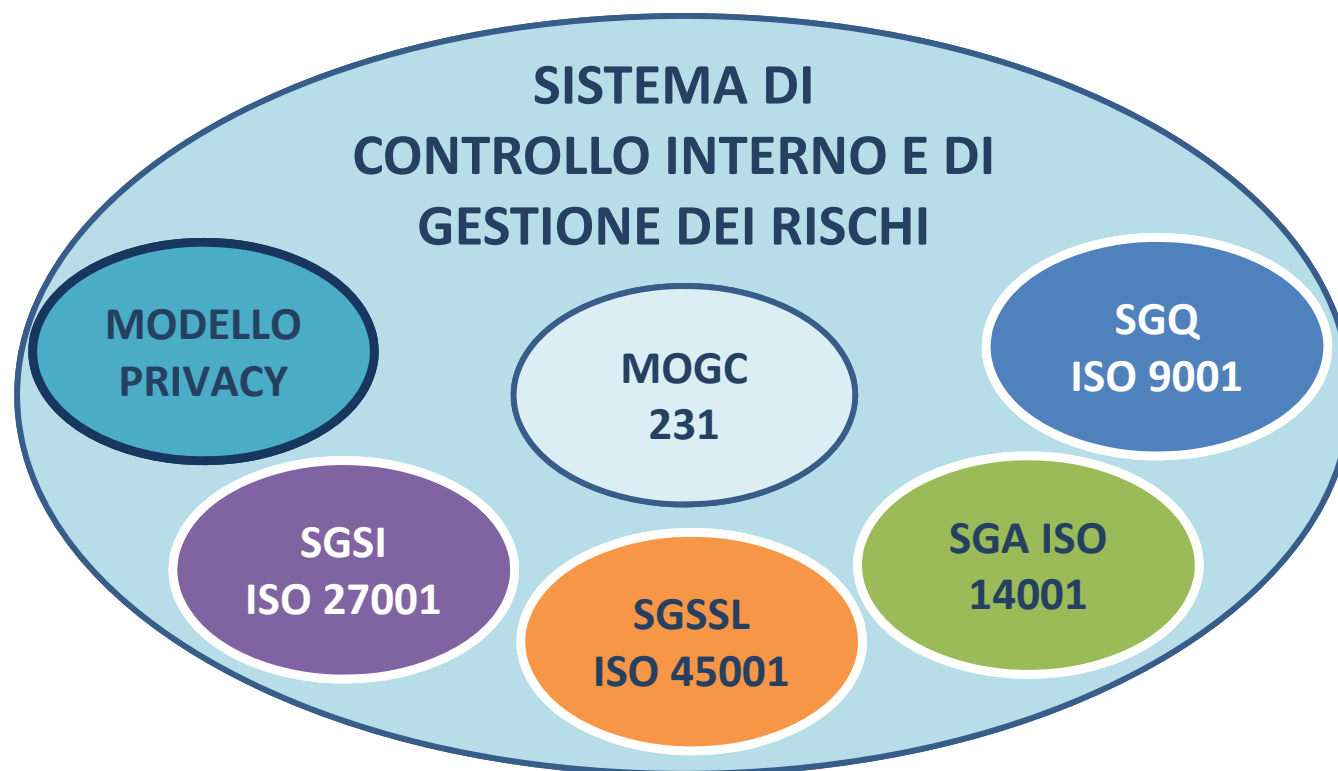 SISTEMA DI
CONTROLLO INTERNO E DI
GESTIONE DEI RISCHI
MODELLO
PRIVACY
MOGC
231
SGQ
ISO 9001
SGSI
ISO 27001
SGSSL
ISO 45001
SGA ISO
14001